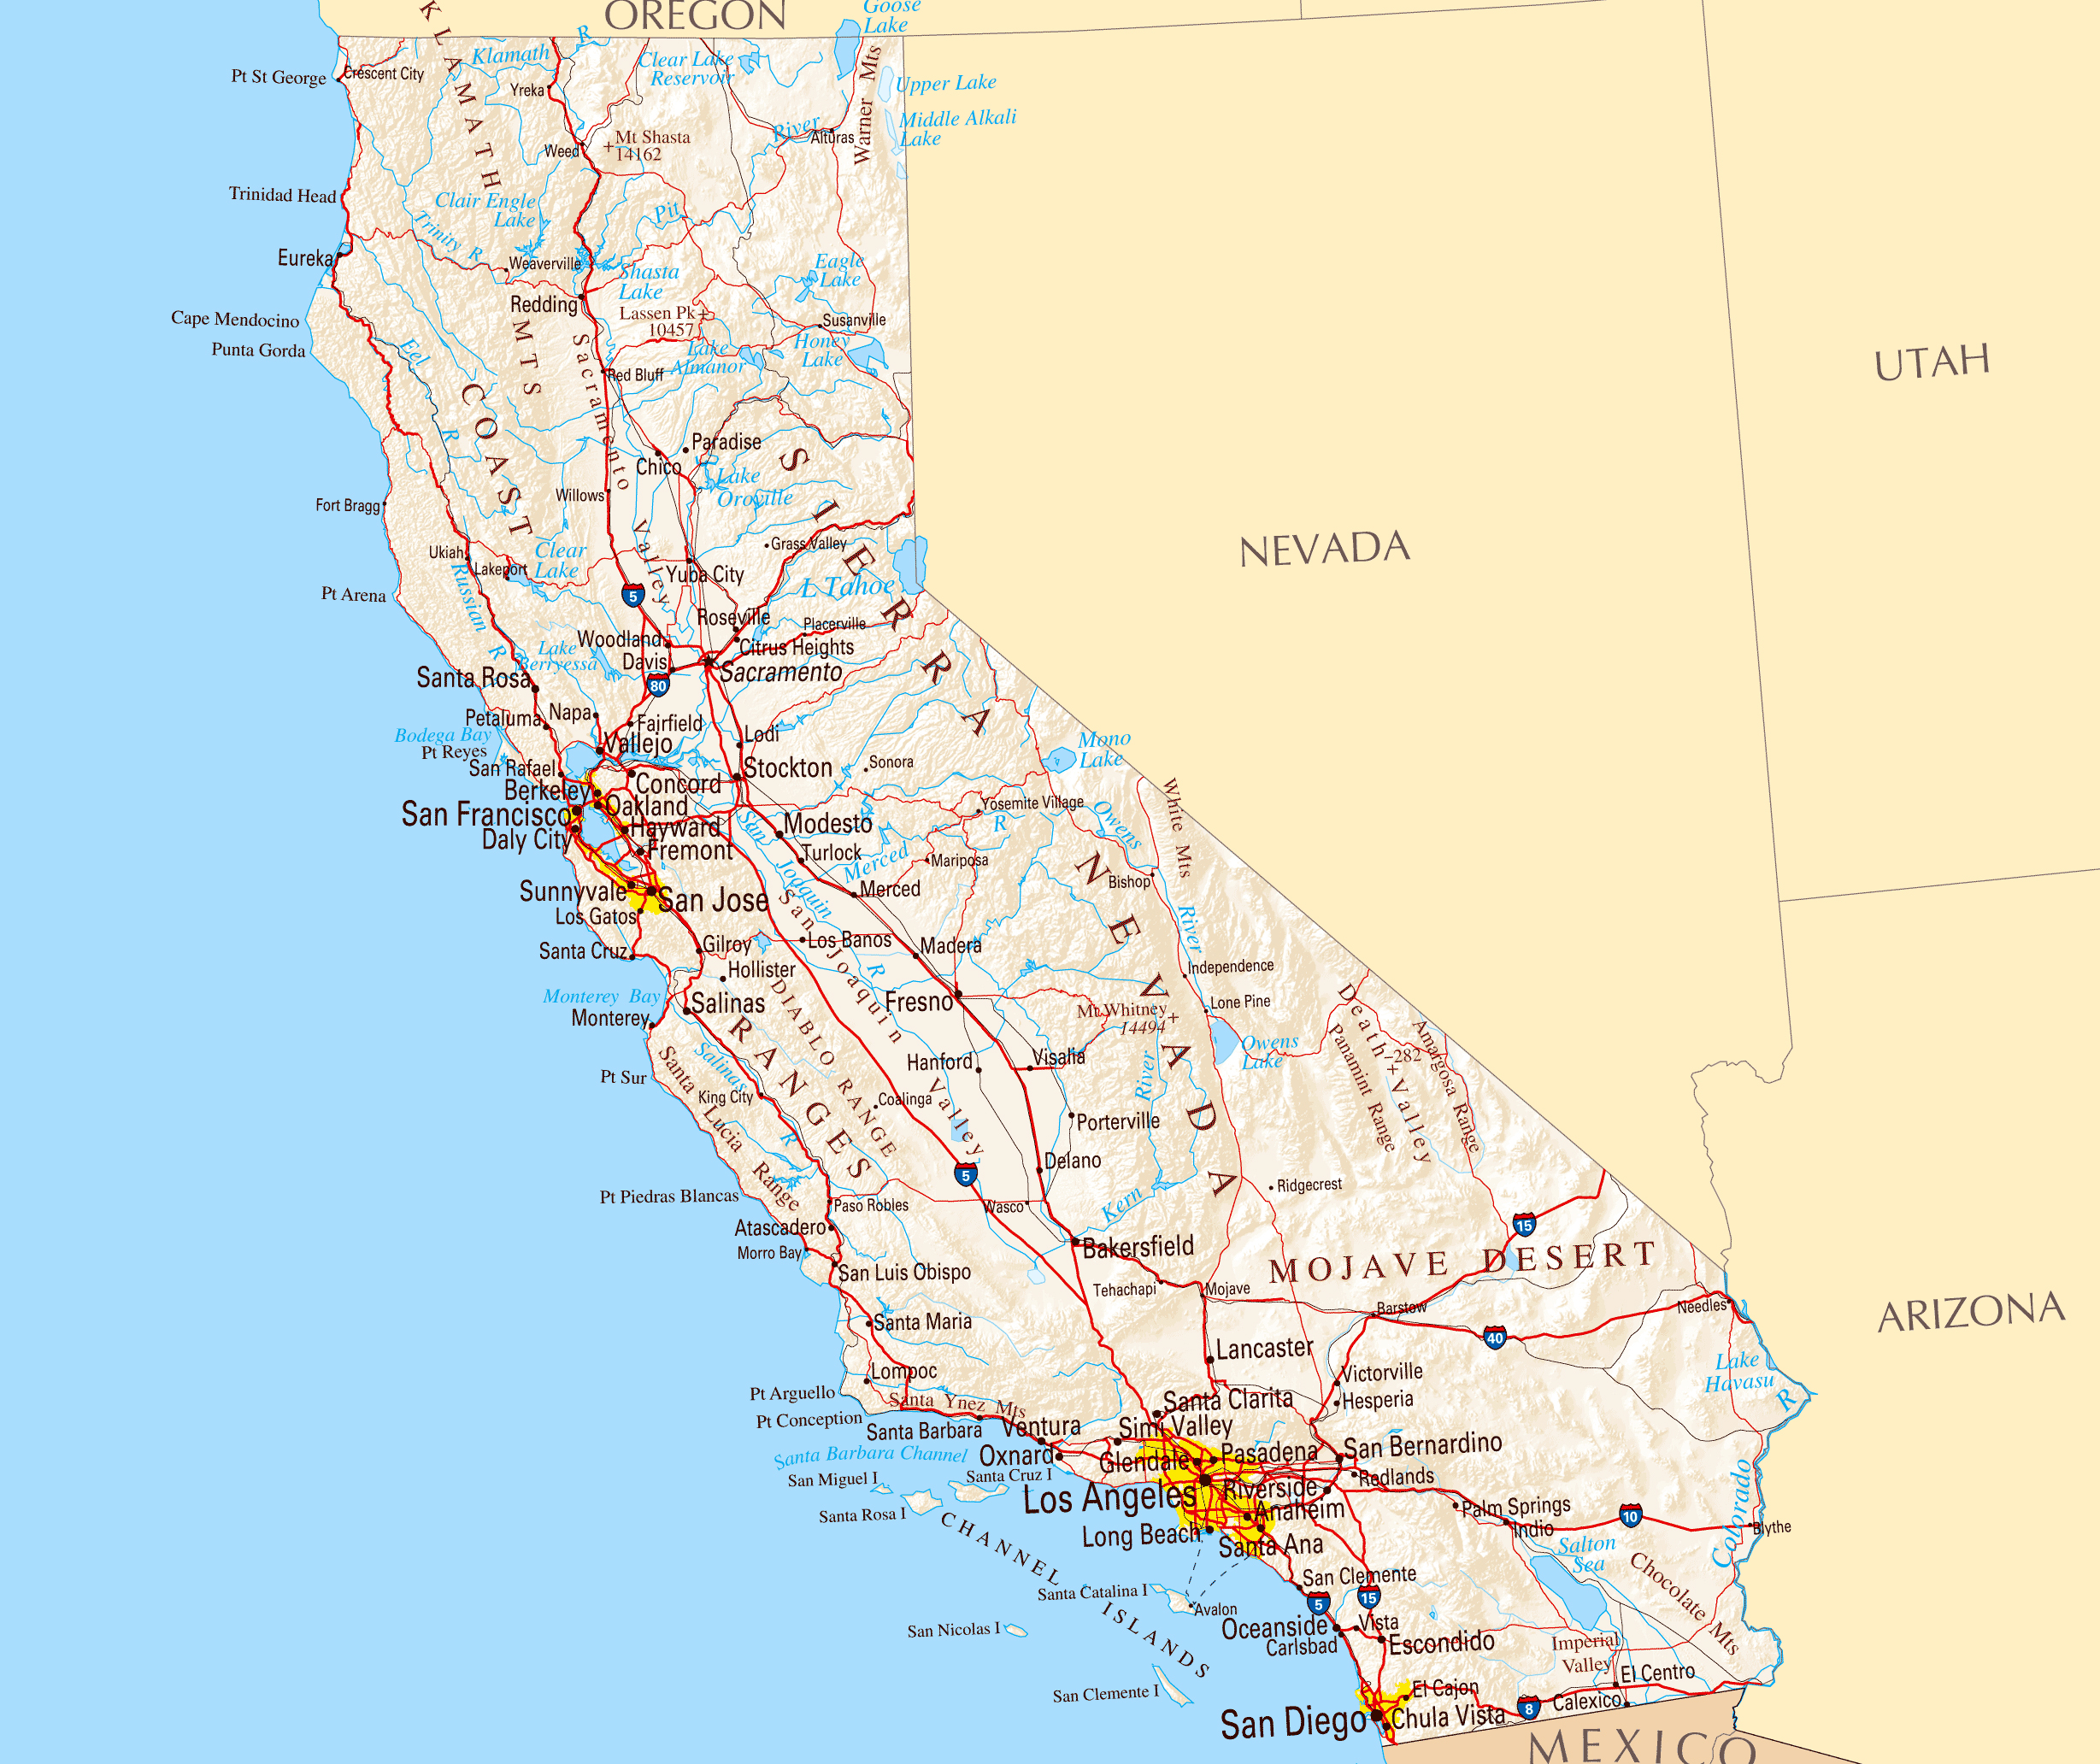 OREGON
Goose
Lake
KLAMATH MTS
Klamath
R
Clear Lake
Reservoir
Warner Mts
Upper Lake
Middle Alkali
Lake
Pt St George
Crescent City
Yreka
Weed
Mt Shasta
14162
River
Alturas
Trinidad Head
Clair Engle
Lake
Pit
Trinity R
Eureka
Weaverville
Shasta
Lake
Eagle
Lake
Redding
Lassen Pk
10457
Susanville
Cape Mendocino
Punta Gorda
Eel
R
Lake
Almanor
Honey
Lake
Red Bluff
Sacramento
Valley
COAST
RANGES
UTAH
Paradise
Chico
SIERRA
NEVADA
Lake
Oroville
Willows
Fort Bragg
Grass Valley
NEVADA
Ukiah
Lakeport
Clear
Lake
Yuba City
L Tahoe
Pt Arena
Russian
R
5
Roseville
Placerville
Woodland
Citrus Heights
Lake
Berryessa
Davis
Sacramento
Santa Rosa
80
Petaluma
Napa
Fairfield
Bodega Bay
Pt Reyes
Vallejo
Lodi
Mono
Lake
San Rafael
Concord
Stockton
Sonora
Berkeley
Oakland
Yosemite Village
San Francisco
Hayward
San
Joaquin
R
Modesto
R
Owens
River
White Mts
Daly City
Fremont
Turlock
Merced
Mariposa
Sunnyvale
San Jose
Merced
Bishop
Los Gatos
San Joaquin
Valley
Santa Cruz
Gilroy
Los Banos
Madera
Hollister
Independence
Monterey Bay
Salinas
DIABLO RANGE
Fresno
Lone Pine
Monterey
Mt Whitney
14494
Death Valley
-282
Panamint Range
Amargosa Range
Owens
Lake
Salinas
R
Hanford
Visalia
Pt Sur
Santa Lucia Range
King City
Coalinga
River
Porterville
Delano
5
Pt Piedras Blancas
Paso Robles
Wasco
Kern
Ridgecrest
Atascadero
15
Morro Bay
Bakersfield
MOJAVE DESERT
San Luis Obispo
Tehachapi
Mojave
Barstow
Needles
ARIZONA
Santa Maria
40
Lancaster
Lompoc
Victorville
Lake
Havasu
R
Pt Arguello
Santa Ynez Mts
Santa Clarita
Hesperia
Pt Conception
Santa Barbara
Ventura
Simi Valley
Santa Barbara Channel
Oxnard
Glendale
Pasadena
San Bernardino
San Miguel I
Santa Cruz I
Redlands
Los Angeles
Riverside
Santa Rosa I
Anaheim
Palm Springs
10
Colorado
CHANNEL
ISLANDS
Long Beach
Santa Ana
Indio
Blythe
Salton
Sea
San Clemente
Chocolate Mts
Santa Catalina I
5
15
Avalon
San Nicolas I
Oceanside
Vista
Carlsbad
Escondido
Imperial
Valley
San Clemente I
El Cajon
El Centro
San Diego
Chula Vista
8
Calexico
MEXICO